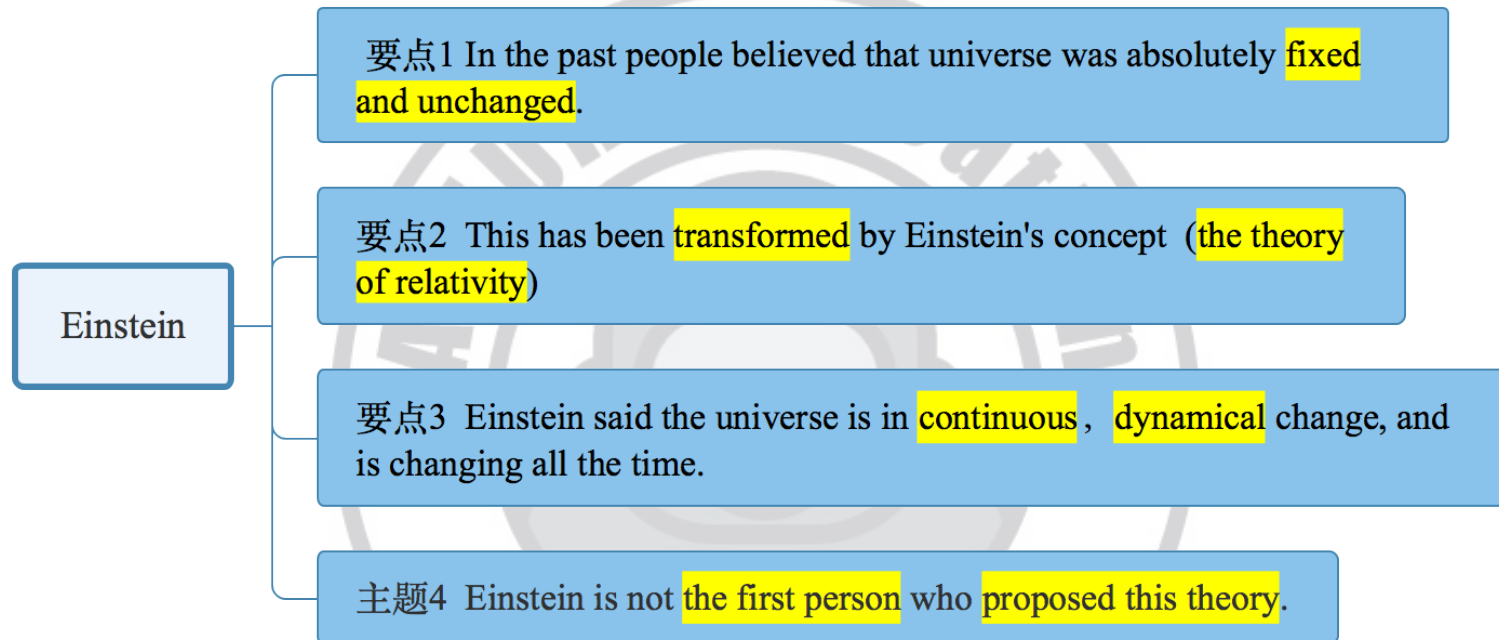 Einstein
要点1 In the past people believed that universe was absolutely fixed
and unchanged.
要点2 This has been transformed by Einstein's concept (the theory
of relativity)
要点3 Einstein said the universe is in continuous, dynamical change, and
is changing all the time.
主题4 Einstein is not the first person who proposed this theory.